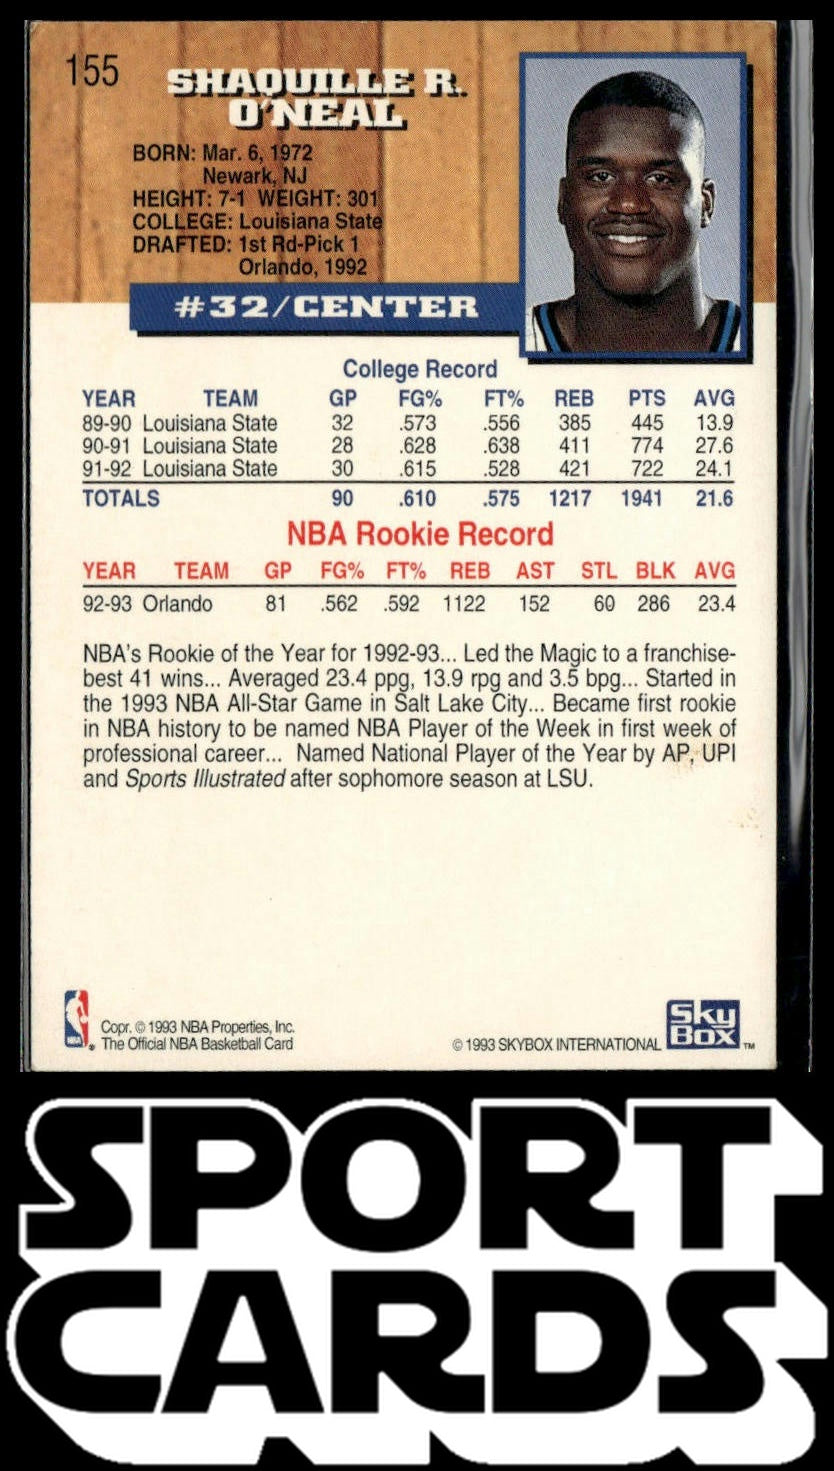 155
SHAQUILLE R.
O'NEAL
BORN: Mar. 6, 1972
Newark, NJ
HEIGHT: 7-1 WEIGHT: 301
COLLEGE: Louisiana State
DRAFTED: 1st Rd-Pick 1
Orlando, 1992
#32/CENTER
College Record
YEAR TEAM GP FG% FT% REB PTS AVG
89-90 Louisiana State 32 .573 .556 385 445 13.9
90-91 Louisiana State 28 .628 .638 411 774 27.6
91-92 Louisiana State 30 .615 .528 421 722 24.1
TOTALS 90 .610 .575 1217 1941 21.6
NBA Rookie Record
YEAR TEAM GP FG% FT% REB AST STL BLK AVG
92-93 Orlando 81 .562 .592 1122 152 60 286 23.4
NBA's Rookie of the Year for 1992-93... Led the Magic to a franchise-
best 41 wins... Averaged 23.4 ppg, 13.9 rpg and 3.5 bpg... Started in
the 1993 NBA All-Star Game in Salt Lake City... Became first rookie
in NBA history to be named NBA Player of the Week in first week of
professional career... Named National Player of the Year by AP, UPI
and Sports Illustrated after sophomore season at LSU.
NBA ®
Copr. © 1993 NBA Properties, Inc.
The Official NBA Basketball Card
© 1993 SKYBOX INTERNATIONAL
Sky
Box ™
SPORT
CARDS